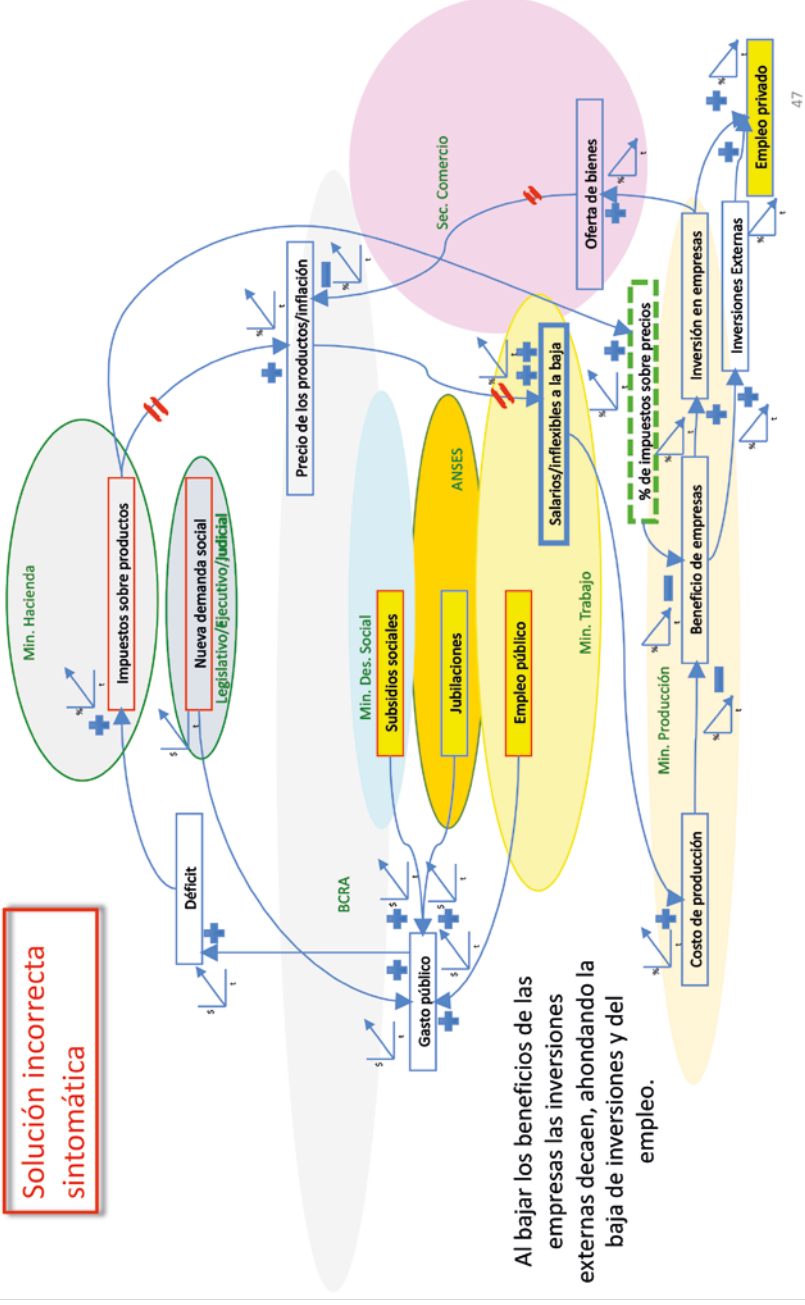 Solución incorrecta
sintomática
Min. Hacienda
Impuestos sobre productos
Nueva demanda social
Legislativo/Ejecutivo/Judicial
Déficit
BCRA
Precio de los productos/inflación
Sec. Comercio
Oferta de bienes
Min. Des. Social
Subsidios sociales
ANSES
Jubilaciones
Empleo público
Min. Trabajo
Salarios/inflexibles a la baja
Gasto público
% de impuestos sobre precios
Min. Producción
Costo de producción
Beneficio de empresas
Inversión en empresas
Inversiones Externas
Empleo privado
Al bajar los beneficios de las
empresas las inversiones
externas decaen, ahondando la
baja de inversiones y del
empleo.
47